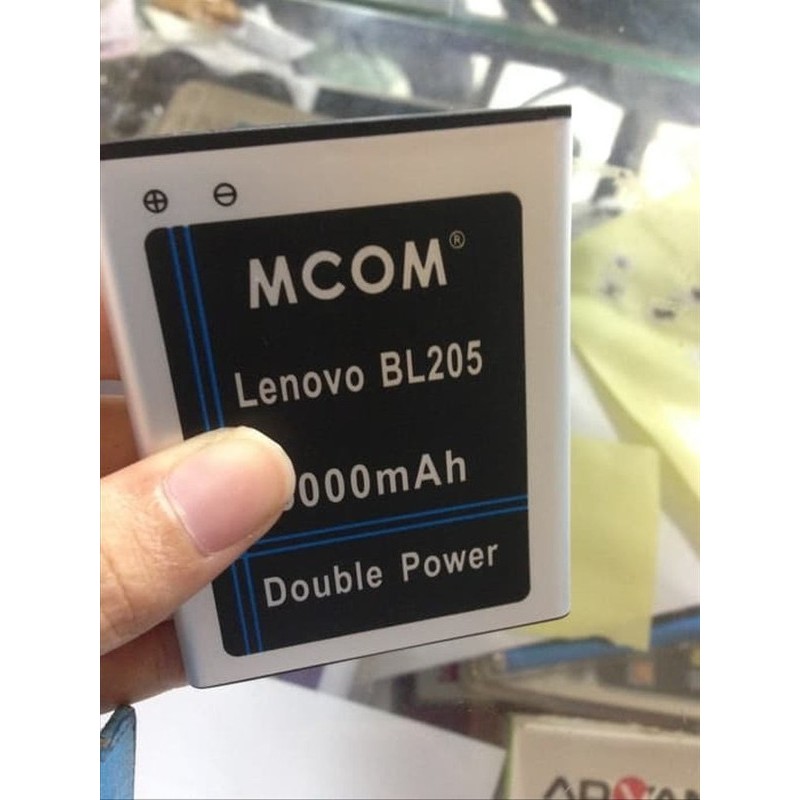 MCOM®
Lenovo BL205
000mAh
Double Power